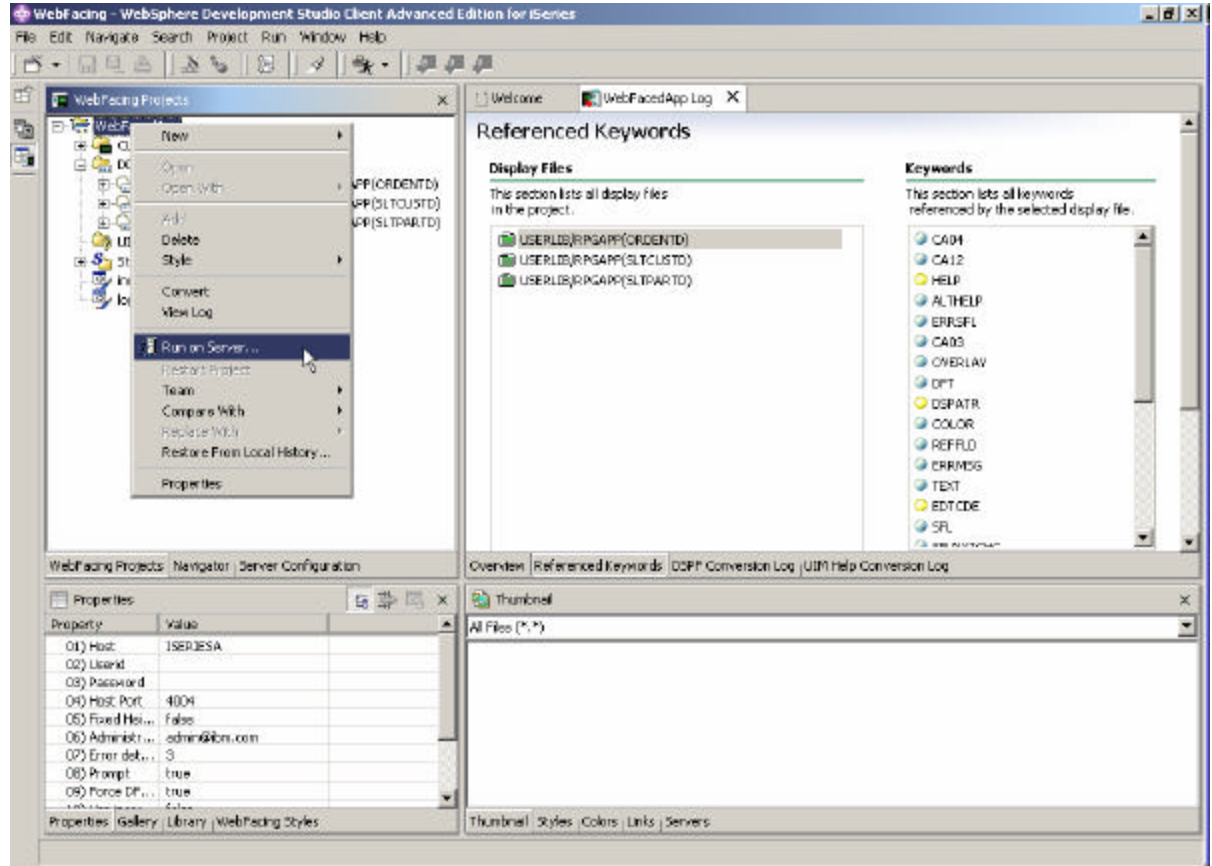 WebFacing - WebSphere Development Studio Client Advanced Edition for iSeries
File Edit Navigate Search Project Run Window Help
WebFacing Projects
New
Open
Open With
Add
Delete
Style
Convert
View Log
Run on Server...
Restart Project
Team
Compare With
Replace With
Restore From Local History...
Properties
APP(ORDENTD)
APP(SLTCUSTD)
APP(SLTPARTD)
WebFacing Projects Navigator Server Configuration
Welcome WebFacedApp Log
Referenced Keywords
Display Files
This section lists all display files
in the project.
USERLIB/RPGAPP(ORDENTD)
USERLIB/RPGAPP(SLTCUSTD)
USERLIB/RPGAPP(SLTPARTD)
Keywords
This section lists all keywords
referenced by the selected display file.
CA04
CA12
HELP
ALTHELP
ERRSFL
CA03
OVERLAY
DFT
DSPATR
COLOR
REFFLD
ERRMSG
TEXT
EDTCDE
SFL
Overview Referenced Keywords DSPF Conversion Log UIM Help Conversion Log
Properties
Property Value
01) Host ISERIESA
02) Userid
03) Password
04) Host Port 4004
05) Fixed Hei... false
06) Administr... admin@ibm.com
07) Error det... 3
08) Prompt true
09) Force DF... true
Properties Gallery Library WebFacing Styles
Thumbnail
All Files (*.*)
Thumbnail Styles Colors Links Servers